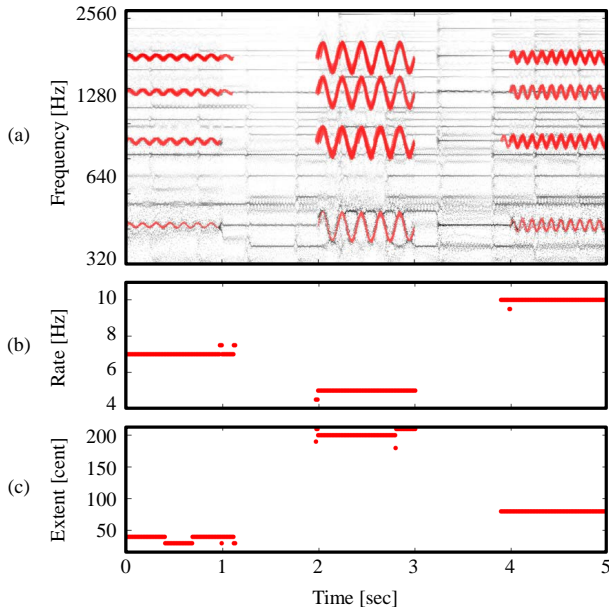 2560
1280
640
320
Frequency [Hz]
(a)
10
8
6
4
Rate [Hz]
(b)
200
150
100
50
Extent [cent]
(c)
0 1 2 3 4 5
Time [sec]